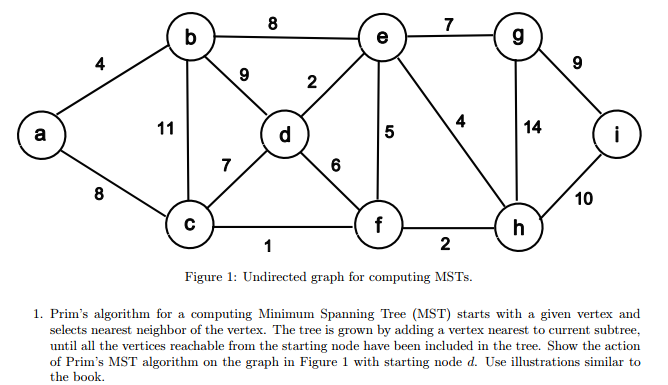 8
7
b
e
g
4
9
2
9
a
11
d
5
4
14
i
7
6
8
10
c
f
h
1
2
Figure 1: Undirected graph for computing MSTs.
1. Prim's algorithm for a computing Minimum Spanning Tree (MST) starts with a given vertex and
selects nearest neighbor of the vertex. The tree is grown by adding a vertex nearest to current subtree,
until all the vertices reachable from the starting node have been included in the tree. Show the action
of Prim's MST algorithm on the graph in Figure 1 with starting node d. Use illustrations similar to
the book.